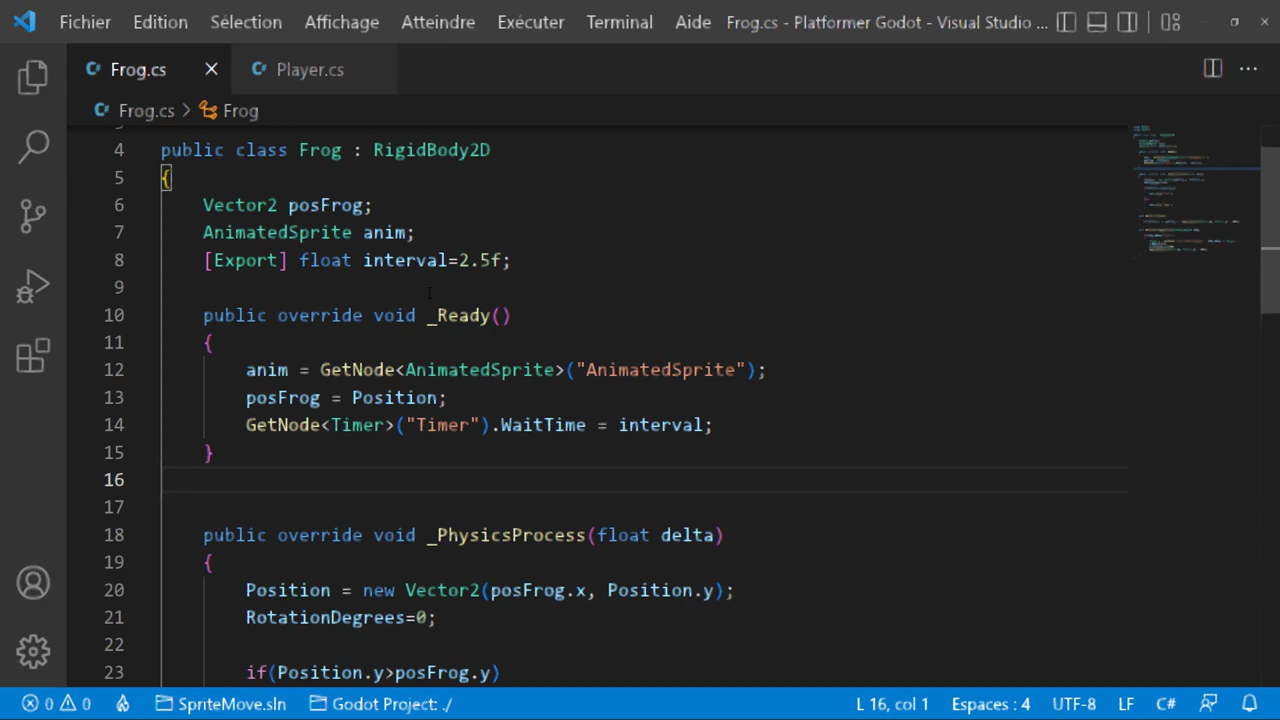 Fichier Edition Sélection Affichage Atteindre Exécuter Terminal Aide Frog.cs - Platformer Godot - Visual Studio ...
Frog.cs Player.cs
Frog.cs > Frog
4 public class Frog : RigidBody2D
5 {
6 Vector2 posFrog;
7 AnimatedSprite anim;
8 [Export] float interval=2.5f;
9
10 public override void _Ready()
11 {
12 anim = GetNode<AnimatedSprite>("AnimatedSprite");
13 posFrog = Position;
14 GetNode<Timer>("Timer").WaitTime = interval;
15 }
16
17
18 public override void _PhysicsProcess(float delta)
19 {
20 Position = new Vector2(posFrog.x, Position.y);
21 RotationDegrees=0;
22
23 if(Position.y>posFrog.y)
0 0 SpriteMove.sln Godot Project: ./ L 16, col 1 Espaces : 4 UTF-8 LF C#